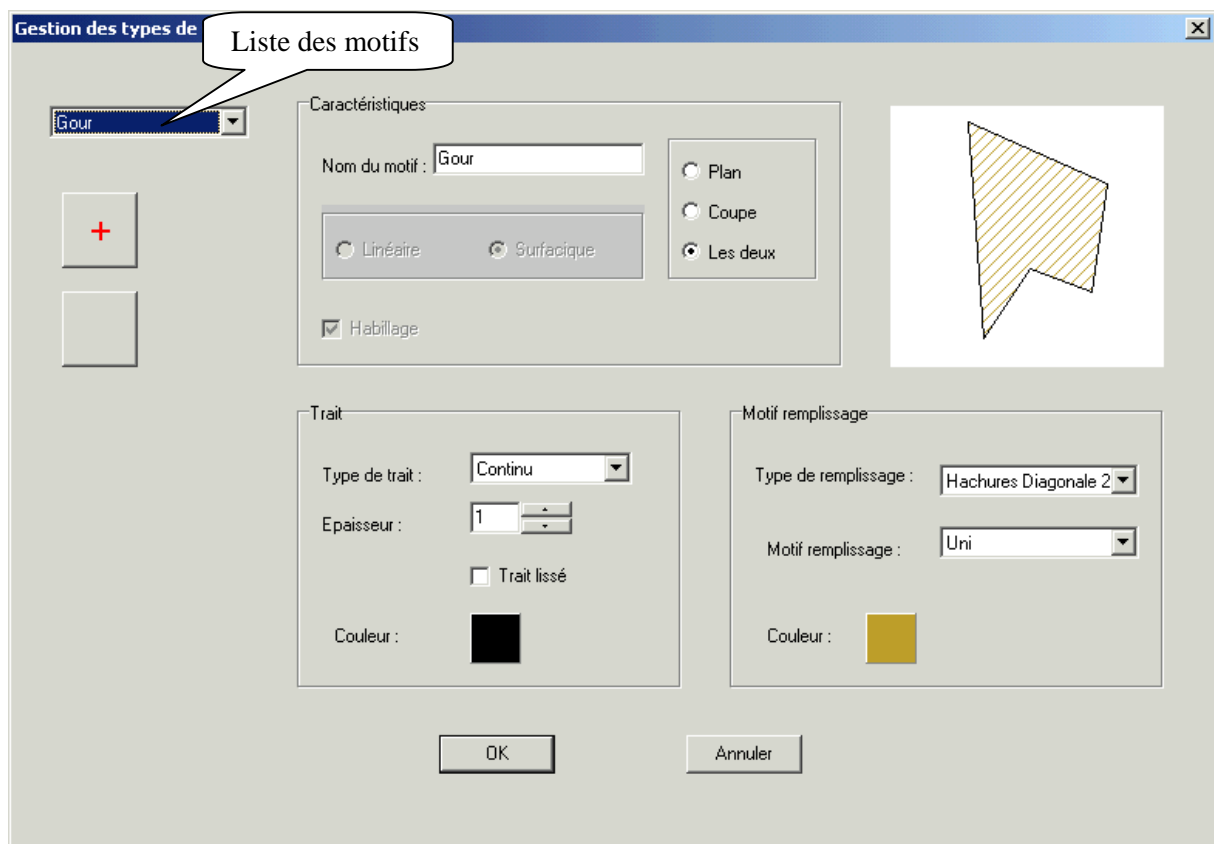 Gestion des types de
Liste des motifs
Gour
Caractéristiques
Nom du motif :
Gour
Plan
Coupe
Les deux
Linéaire
Surfacique
Habillage
Trait
Type de trait :
Continu
Epaisseur :
1
Trait lissé
Couleur :
Motif remplissage
Type de remplissage :
Hachures Diagonale 2
Motif remplissage :
Uni
Couleur :
OK
Annuler